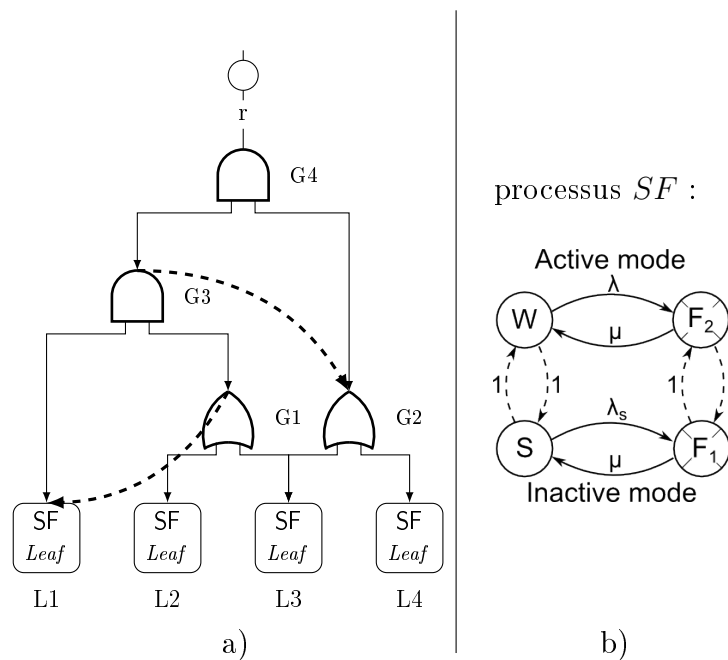 r
G4
G3
G1
G2
SF
Leaf
SF
Leaf
SF
Leaf
SF
Leaf
L1
L2
L3
L4
a)
processus SF :
Active mode
λ
W
F2
μ
1
1
1
λs
S
F1
μ
Inactive mode
b)